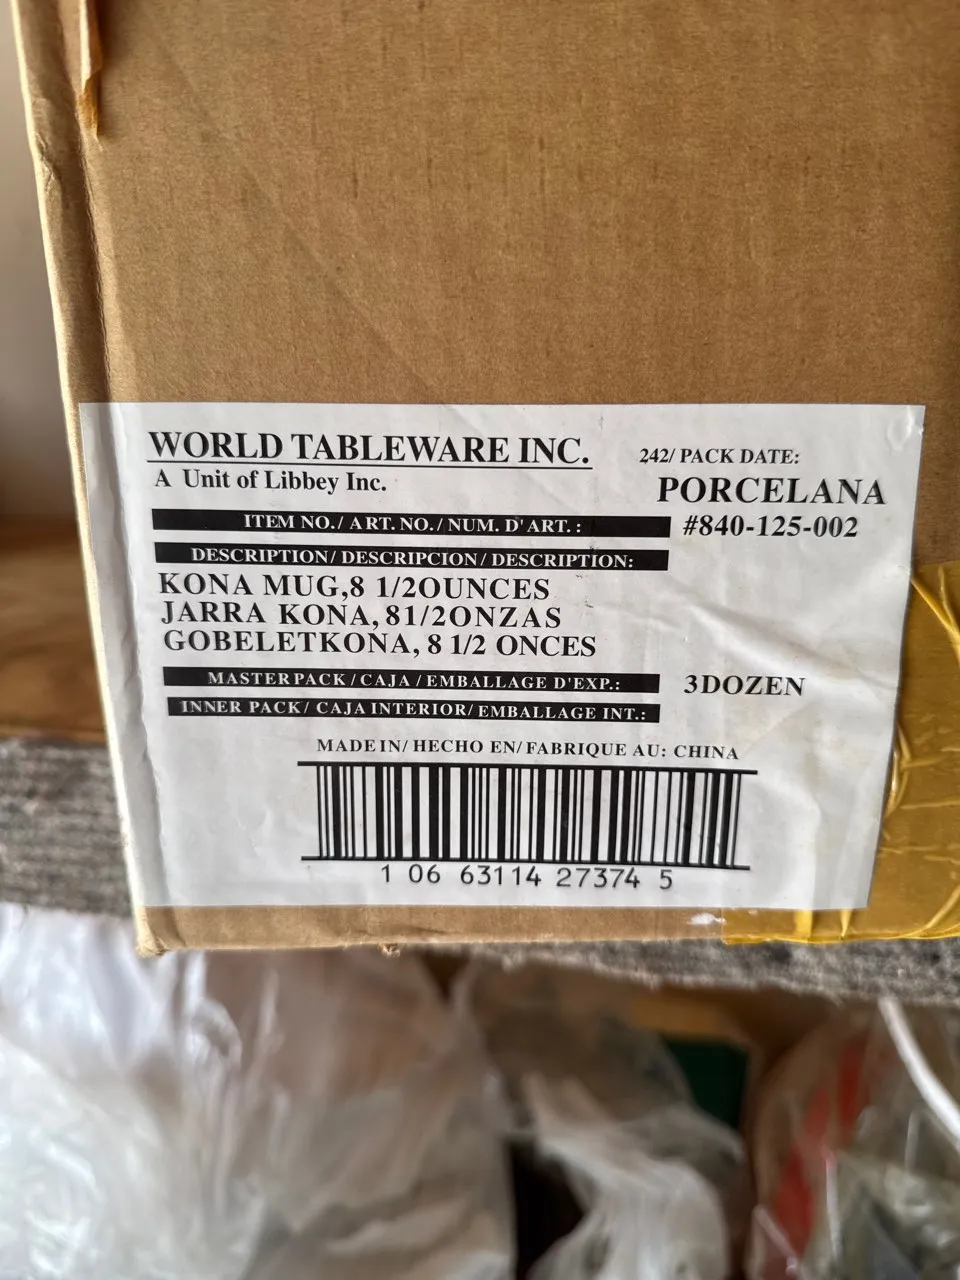 WORLD TABLEWARE INC.
A Unit of Libbey Inc.
242/ PACK DATE:
PORCELANA
ITEM NO./ ART. NO./ NUM. D'ART.:
#840-125-002
DESCRIPTION/ DESCRIPCION/ DESCRIPTION:
KONA MUG,8 1/2OUNCES
JARRA KONA, 81/2ONZAS
GOBELETKONA, 8 1/2 ONCES
MASTERPACK / CAJA / EMBALLAGE D'EXP.:
3DOZEN
INNER PACK/ CAJA INTERIOR/ EMBALLAGE INT.:
MADE IN/ HECHO EN/ FABRIQUE AU: CHINA
1 06 63114 27374 5